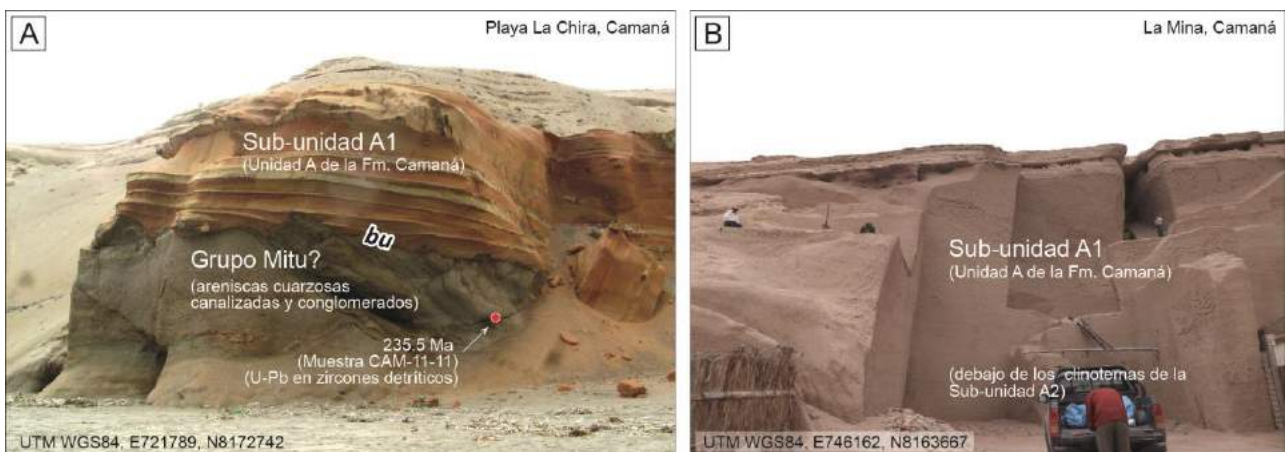 A
Playa La Chira, Camaná
Sub-unidad A1
(Unidad A de la Fm. Camaná)
bu
Grupo Mitu?
(areniscas cuarzosas
canalizadas y conglomerados)
235.5 Ma
(Muestra CAM-11-11)
(U-Pb en zircones detríticos)
UTM WGS84, E721789, N8172742
B
La Mina, Camaná
Sub-unidad A1
(Unidad A de la Fm. Camaná)
(debajo de los clinotemas de la
Sub-unidad A2)
UTM WGS84, E746162, N8163667